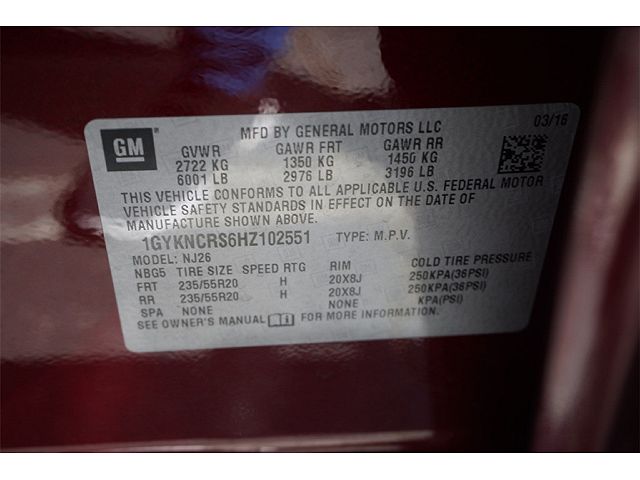 MFD BY GENERAL MOTORS LLC
03/16
GM
GVWR GAWR FRT GAWR RR
2722 KG 1350 KG 1450 KG
6001 LB 2976 LB 3196 LB
THIS VEHICLE CONFORMS TO ALL APPLICABLE U.S. FEDERAL MOTOR
VEHICLE SAFETY STANDARDS IN EFFECT ON THE DATE OF
MANUFACTURE SHOWN ABOVE.
1GYKNCRS6HZ102551 TYPE: M.P.V.
MODEL: NJ26
NBG5 TIRE SIZE SPEED RTG RIM COLD TIRE PRESSURE
FRT 235/55R20 H 20X8J 250KPA(36PSI)
RR 235/55R20 H 20X8J 250KPA(36PSI)
SPA NONE NONE KPA(PSI)
SEE OWNER'S MANUAL FOR MORE INFORMATION.